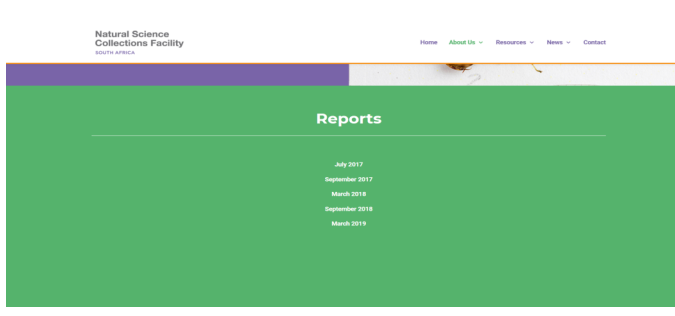 Natural Science
Collections Facility
SOUTH AFRICA
Home About Us Resources News Contact
Reports
July 2017
September 2017
March 2018
September 2018
March 2019